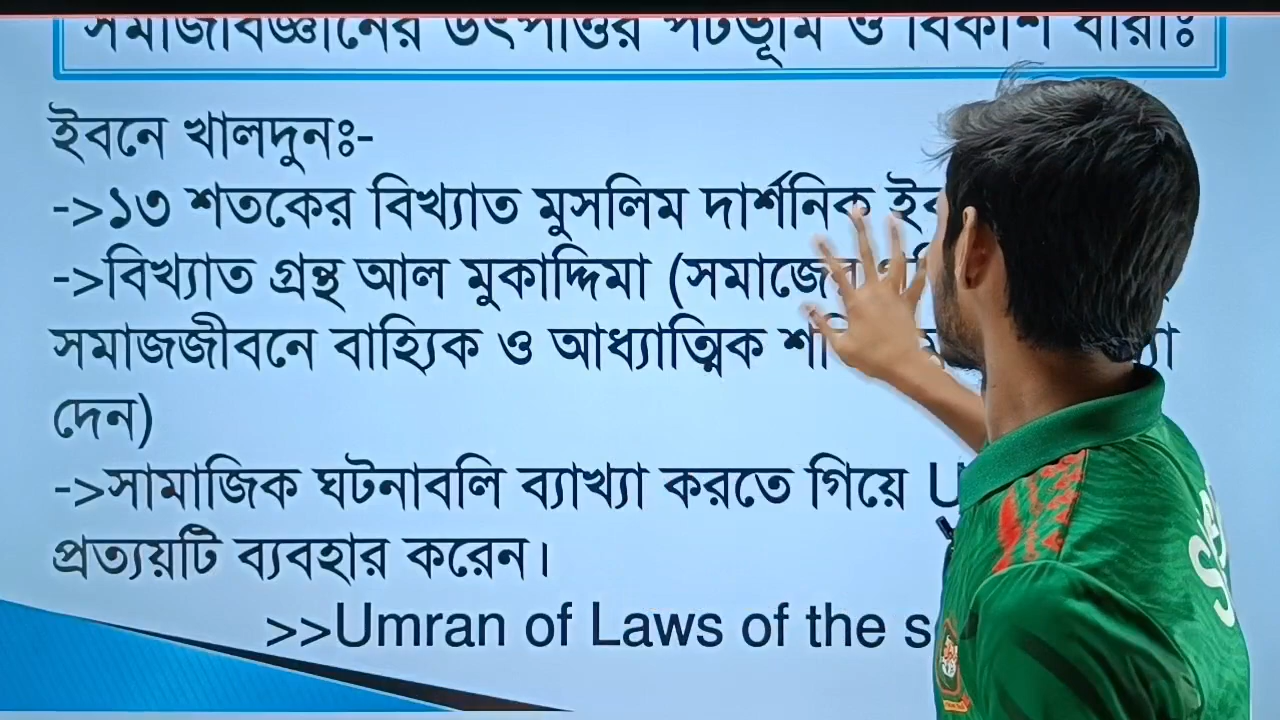 সমাজবিজ্ঞানের উৎপত্তির পটভূমি ও বিকাশ ধারাঃ
ইবনে খালদুনঃ-
->১৩ শতকের বিখ্যাত মুসলিম দার্শনিক
->বিখ্যাত গ্রন্থ আল মুকাদ্দিমা (সমাজের
সমাজজীবনে বাহ্যিক ও আধ্যাত্মিক
দেন)
->সামাজিক ঘটনাবলি ব্যাখ্যা করতে গিয়ে
প্রত্যয়টি ব্যবহার করেন।
>>Umran of Laws of the